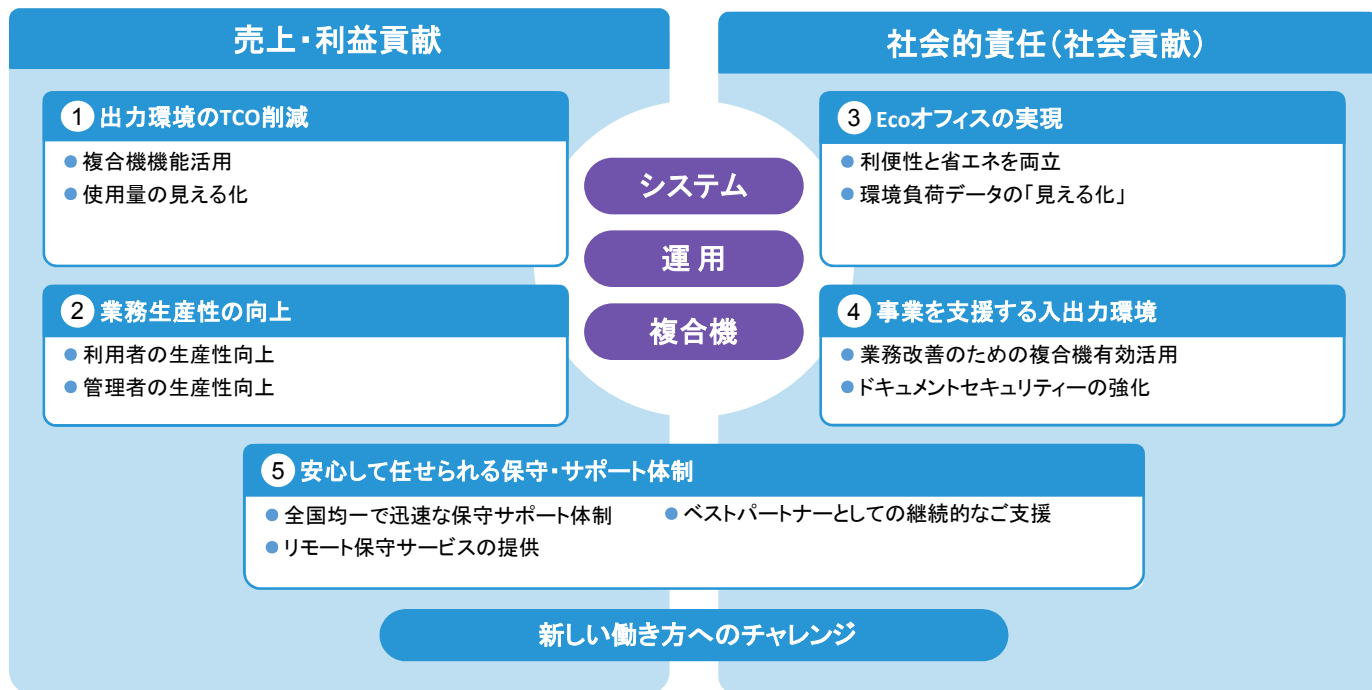 売上・利益貢献
① 出力環境のTCO削減
● 複合機機能活用
● 使用量の見える化
② 業務生産性の向上
● 利用者の生産性向上
● 管理者の生産性向上
システム
運用
複合機
社会的責任(社会貢献)
③ Ecoオフィスの実現
● 利便性と省エネを両立
● 環境負荷データの「見える化」
④ 事業を支援する入出力環境
● 業務改善のための複合機有効活用
● ドキュメントセキュリティーの強化
⑤ 安心して任せられる保守・サポート体制
● 全国均一で迅速な保守サポート体制
● リモート保守サービスの提供
● ベストパートナーとしての継続的なご支援
新しい働き方へのチャレンジ